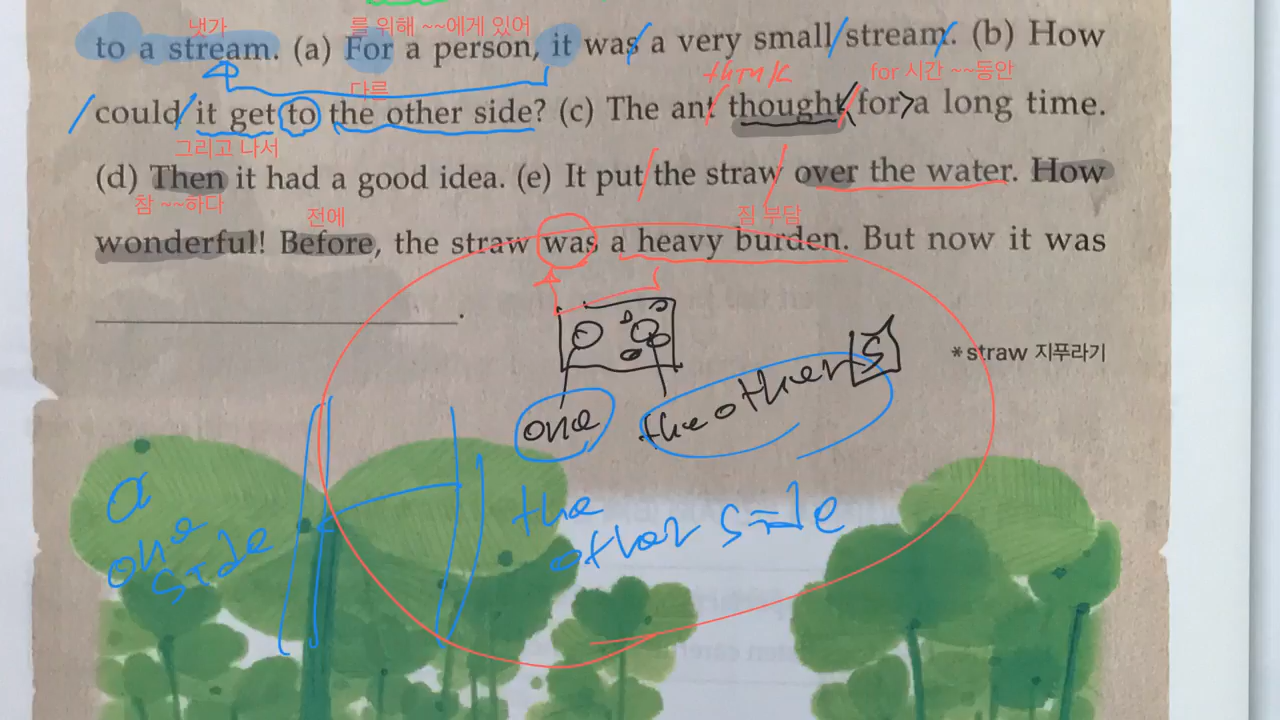 냇가 를 위해 ~~에게 있어
to a stream. (a) For a person, it was a very small stream. (b) How
think for 시간 ~~동안
다른
could it get to the other side? (c) The ant thought for a long time.
그리고 나서
(d) Then it had a good idea. (e) It put the straw over the water. How
참 ~~하다 전에 짐 부담
wonderful! Before, the straw was a heavy burden. But now it was
.
*straw 지푸라기
one the others
a
one side
the other side